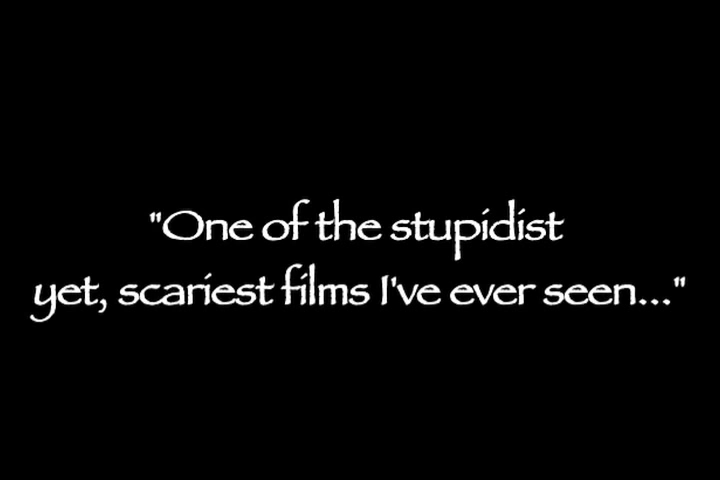 "One of the stupidist
yet, scariest films I've ever seen..."